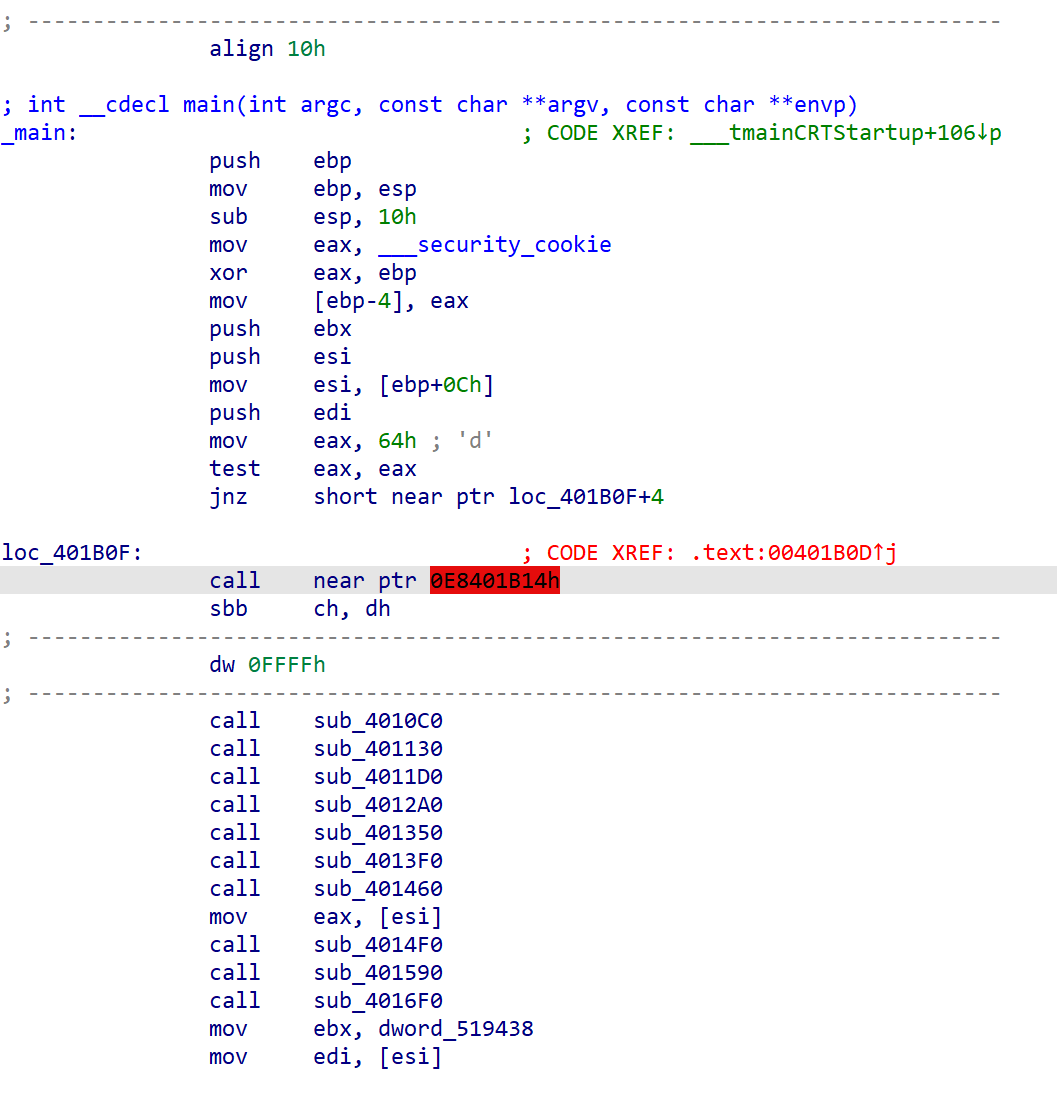 ; ---------------------------------------------------------------------------
align 10h
; int __cdecl main(int argc, const char **argv, const char **envp)
_main: ; CODE XREF: ___tmainCRTStartup+106↓p
push ebp
mov ebp, esp
sub esp, 10h
mov eax, ___security_cookie
xor eax, ebp
mov [ebp-4], eax
push ebx
push esi
mov esi, [ebp+0Ch]
push edi
mov eax, 64h ; 'd'
test eax, eax
jnz short near ptr loc_401B0F+4
loc_401B0F: ; CODE XREF: .text:00401B0D↑j
call near ptr 0E8401B14h
sbb ch, dh
; ---------------------------------------------------------------------------
dw 0FFFFh
; ---------------------------------------------------------------------------
call sub_4010C0
call sub_401130
call sub_4011D0
call sub_4012A0
call sub_401350
call sub_4013F0
call sub_401460
mov eax, [esi]
call sub_4014F0
call sub_401590
call sub_4016F0
mov ebx, dword_519438
mov edi, [esi]